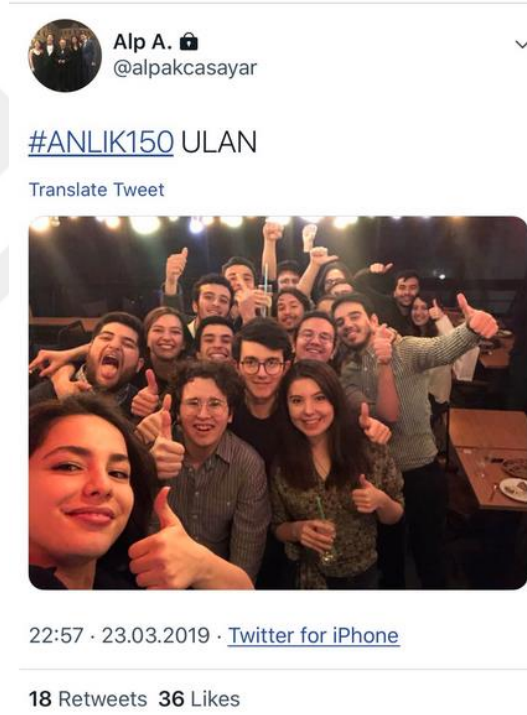 Alp A.
@alpakcasayar
#ANLIK150 ULAN
Translate Tweet
22:57 · 23.03.2019 · Twitter for iPhone
18 Retweets 36 Likes